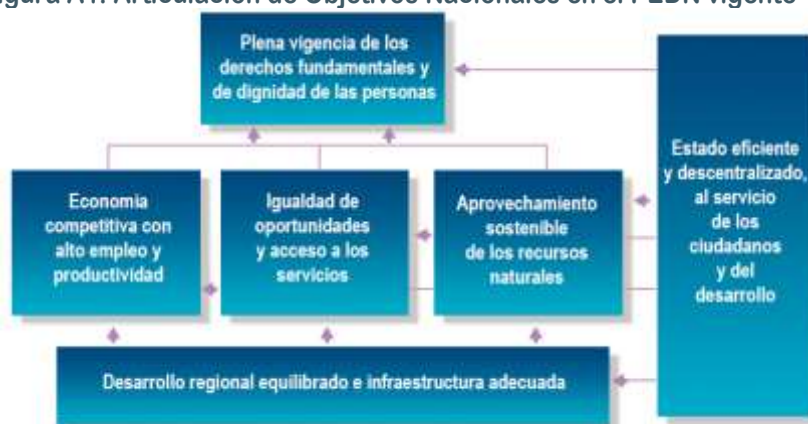 Figura A1. Articulación de Objetivos Nacionales en el PEDN vigente
Plena vigencia de los
derechos fundamentales y
de dignidad de las personas
Economia
competitiva con
alto empleo y
productividad
Igualdad de
oportunidades
y acceso a los
servicios
Aprovechamiento
sostenible
de los recursos
naturales
Estado eficiente
y descentralizado,
al servicio
de los
ciudadanos
y del
desarrollo
Desarrollo regional equilibrado e infraestructura adecuada